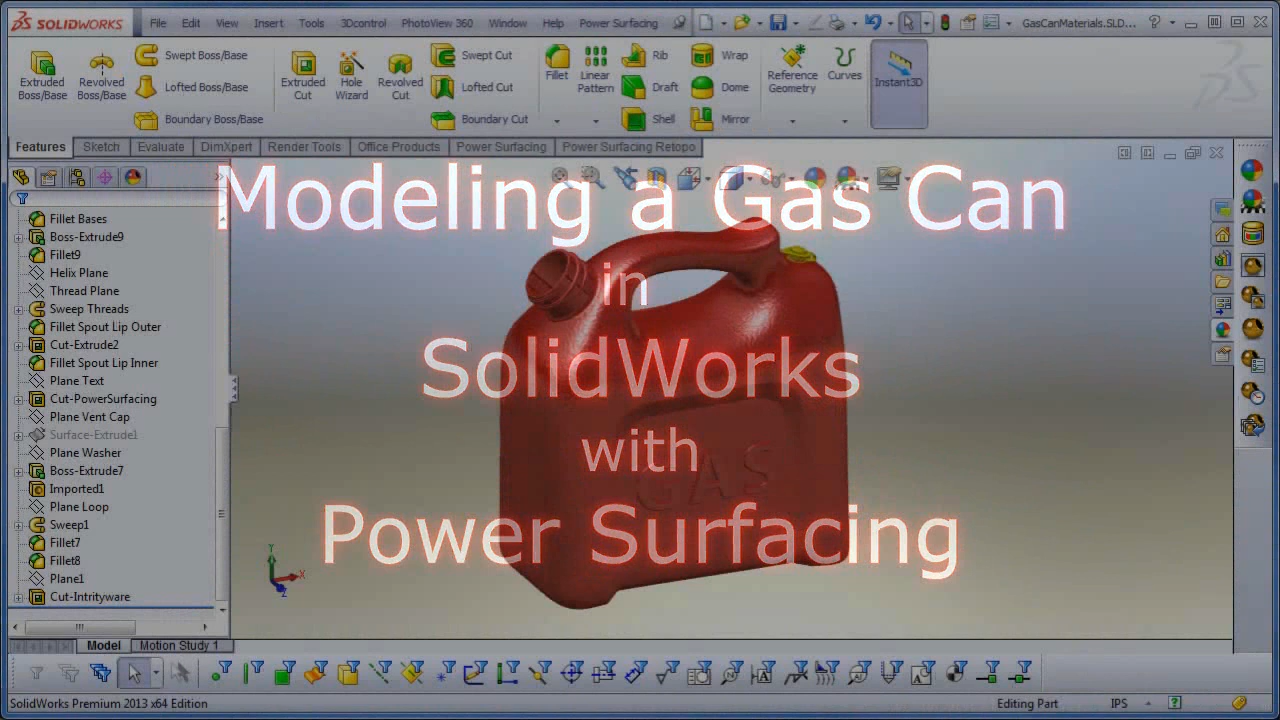 SOLIDWORKS File Edit View Insert Tools 3Dcontrol PhotoView 360 Window Help Power Surfacing GasCanMaterials.SLD... ?
Extruded Boss/Base
Revolved Boss/Base
Swept Boss/Base
Lofted Boss/Base
Boundary Boss/Base
Extruded Cut
Hole Wizard
Revolved Cut
Swept Cut
Lofted Cut
Boundary Cut
Fillet
Linear Pattern
Rib
Draft
Shell
Wrap
Dome
Mirror
Reference Geometry
Curves
Instant3D
Features Sketch Evaluate DimXpert Render Tools Office Products Power Surfacing Power Surfacing Retopo
Modeling a Gas Can
in
SolidWorks
with
Power Surfacing
GAS
Fillet Bases
Boss-Extrude9
Fillet9
Helix Plane
Thread Plane
Sweep Threads
Fillet Spout Lip Outer
Cut-Extrude2
Fillet Spout Lip Inner
Plane Text
Cut-PowerSurfacing
Plane Vent Cap
Surface-Extrude1
Plane Washer
Boss-Extrude7
Imported1
Plane Loop
Sweep1
Fillet7
Fillet8
Plane1
Cut-Intrityware
Y
X
Z
Model Motion Study 1
SolidWorks Premium 2013 x64 Edition Editing Part IPS ?